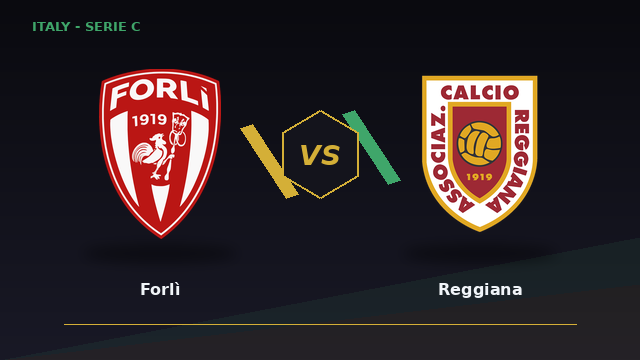 ITALY - SERIE C
FORLÌ
1919
VS
CALCIO
ASSOCIAZ.
REGGIANA
1919
Forlì
Reggiana